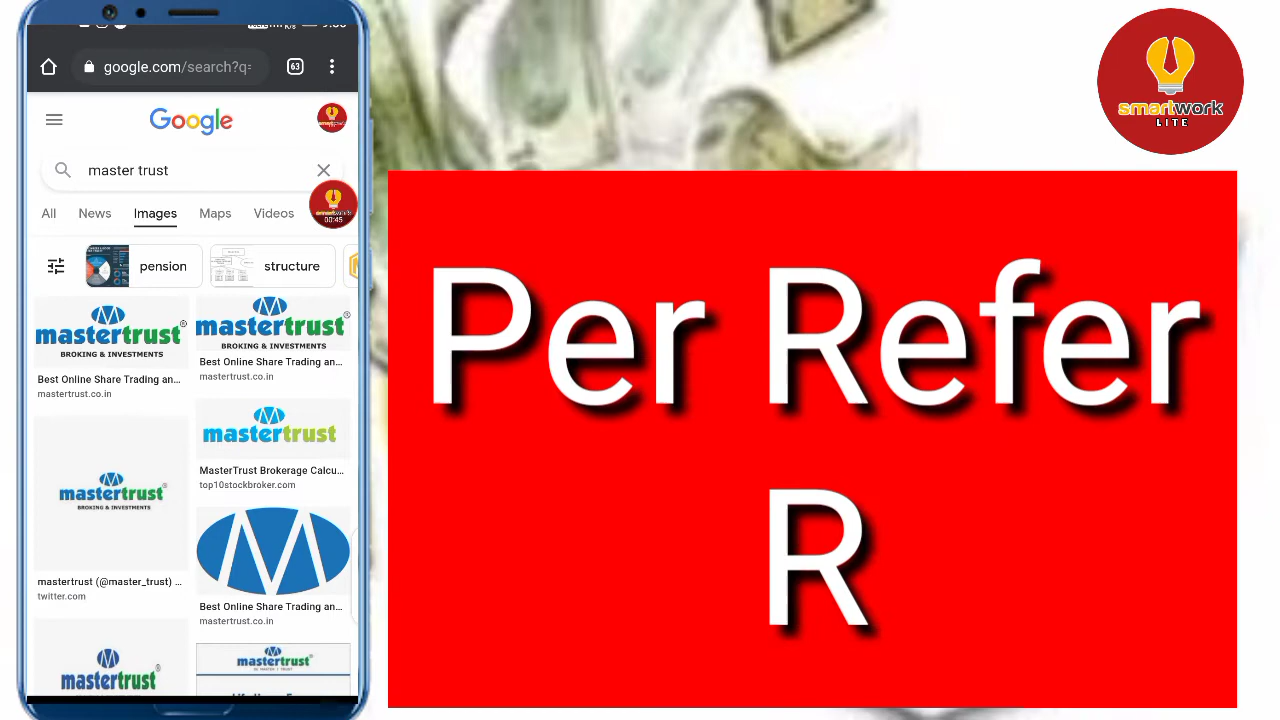 63
google.com/search?q=
Google
master trust
All News Images Maps Videos
00:45
pension structure
mastertrust®
BROKING & INVESTMENTS
Best Online Share Trading an...
mastertrust.co.in
mastertrust®
BROKING & INVESTMENTS
Best Online Share Trading an...
mastertrust.co.in
mastertrust
MasterTrust Brokerage Calcu...
top10stockbroker.com
mastertrust®
BROKING & INVESTMENTS
mastertrust (@master_trust) ...
twitter.com
M
Best Online Share Trading an...
mastertrust.co.in
mastertrust®
mastertrust®
smartwork
LITE
Per Refer
R